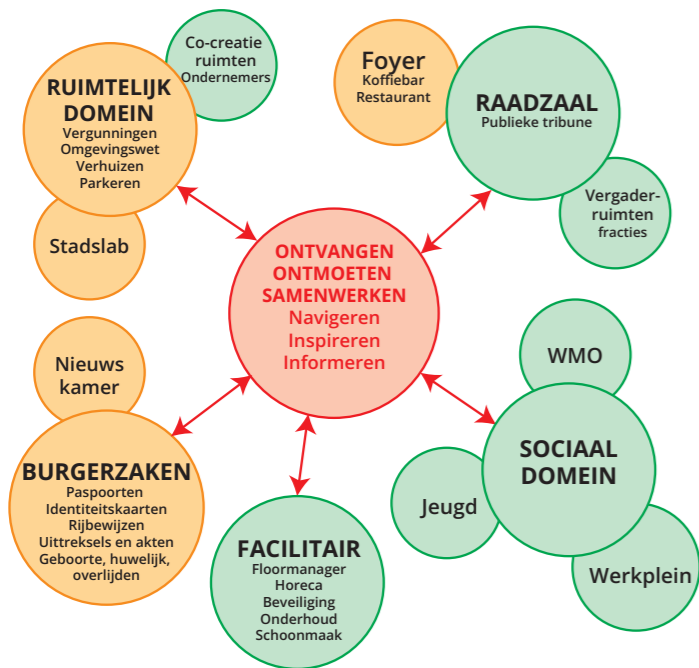 Co-creatie
ruimten
Ondernemers
RUIMTELIJK
DOMEIN
Vergunningen
Omgevingswet
Verhuizen
Parkeren
Stadslab
Foyer
Koffiebar
Restaurant
RAADZAAL
Publieke tribune
Vergader-
ruimten
fracties
ONTVANGEN
ONTMOETEN
SAMENWERKEN
Navigeren
Inspireren
Informeren
Nieuws
kamer
BURGERZAKEN
Paspoorten
Identiteitskaarten
Rijbewijzen
Uittreksels en akten
Geboorte, huwelijk,
overlijden
FACILITAIR
Floormanager
Horeca
Beveiliging
Onderhoud
Schoonmaak
WMO
SOCIAAL
DOMEIN
Jeugd
Werkplein